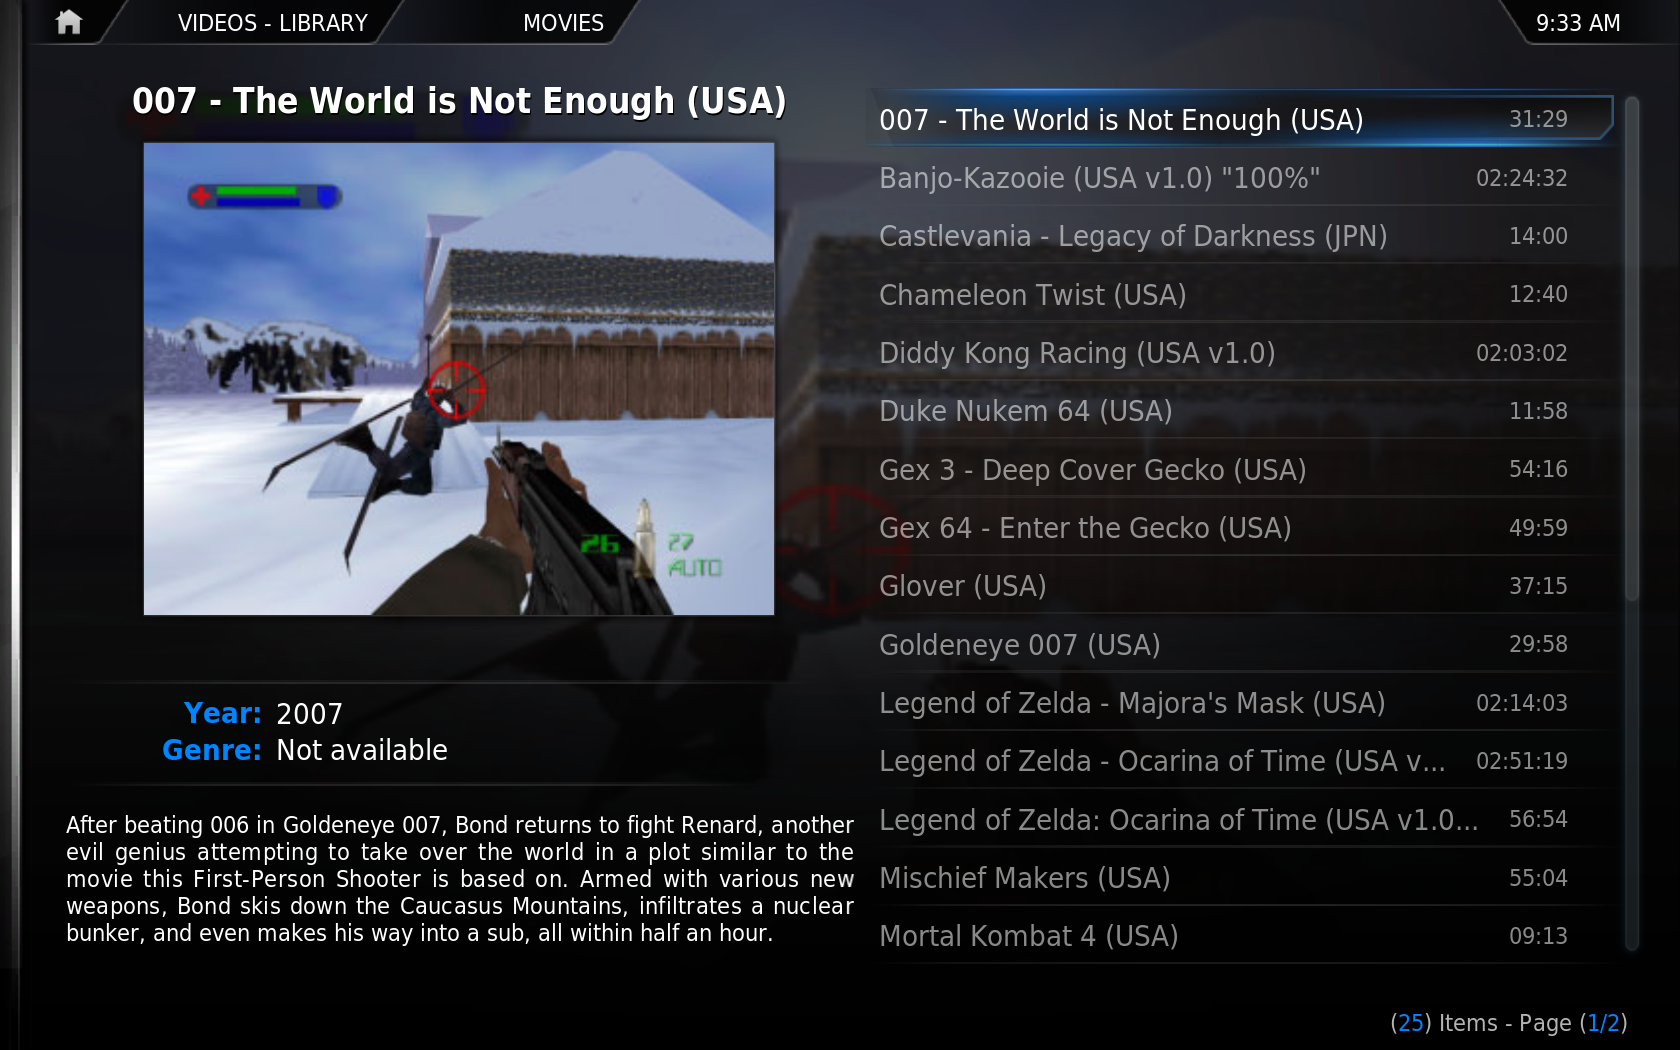 VIDEOS - LIBRARY
MOVIES
9:33 AM
007 - The World is Not Enough (USA)
26
27
AUTO
Year: 2007
Genre: Not available
After beating 006 in Goldeneye 007, Bond returns to fight Renard, another
evil genius attempting to take over the world in a plot similar to the
movie this First-Person Shooter is based on. Armed with various new
weapons, Bond skis down the Caucasus Mountains, infiltrates a nuclear
bunker, and even makes his way into a sub, all within half an hour.
007 - The World is Not Enough (USA) 31:29
Banjo-Kazooie (USA v1.0) "100%" 02:24:32
Castlevania - Legacy of Darkness (JPN) 14:00
Chameleon Twist (USA) 12:40
Diddy Kong Racing (USA v1.0) 02:03:02
Duke Nukem 64 (USA) 11:58
Gex 3 - Deep Cover Gecko (USA) 54:16
Gex 64 - Enter the Gecko (USA) 49:59
Glover (USA) 37:15
Goldeneye 007 (USA) 29:58
Legend of Zelda - Majora's Mask (USA) 02:14:03
Legend of Zelda - Ocarina of Time (USA v... 02:51:19
Legend of Zelda: Ocarina of Time (USA v1.0... 56:54
Mischief Makers (USA) 55:04
Mortal Kombat 4 (USA) 09:13
(25) Items - Page (1/2)